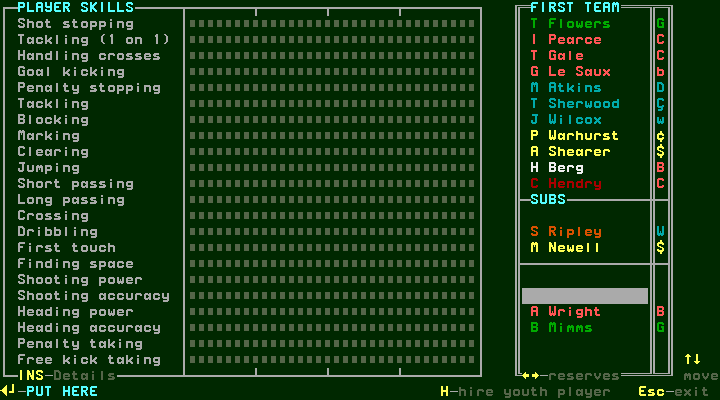 PLAYER SKILLS
Shot stopping
Tackling (1 on 1)
Handling crosses
Goal kicking
Penalty stopping
Tackling
Blocking
Marking
Clearing
Jumping
Short passing
Long passing
Crossing
Dribbling
First touch
Finding space
Shooting power
Shooting accuracy
Heading power
Heading accuracy
Penalty taking
Free kick taking
INS-Details
PUT HERE
FIRST TEAM
T Flowers G
I Pearce C
T Gale C
G Le Saux b
M Atkins D
T Sherwood Ç
J Wilcox w
P Warhurst ¢
A Shearer $
H Berg B
C Hendry C
SUBS
S Ripley W
M Newell $
A Wright B
B Mimms G
↔reserves
↑↓ move
H-hire youth player
Esc-exit